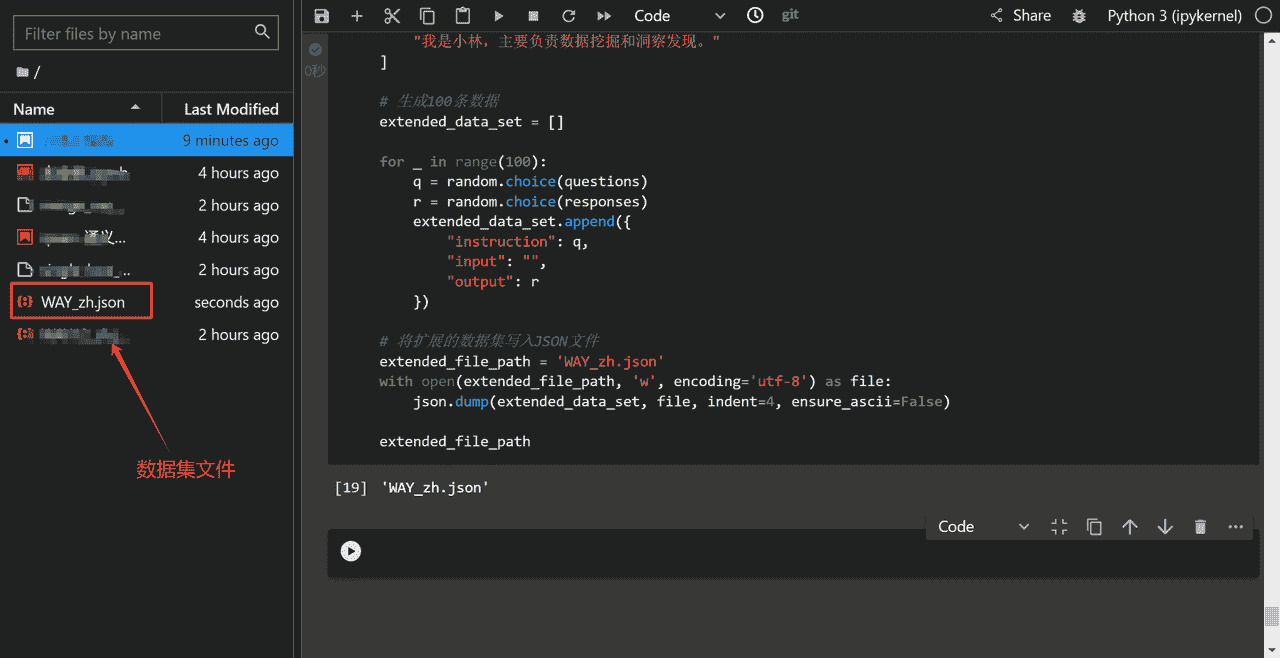 Filter files by name
/
Name Last Modified
9 minutes ago
4 hours ago
2 hours ago
通义... 4 hours ago
2 hours ago
WAY_zh.json seconds ago
2 hours ago
数据集文件
Code git Share Python 3 (ipykernel)
0秒
"我是小林，主要负责数据挖掘和洞察发现。"
]
# 生成100条数据
extended_data_set = []
for _ in range(100):
q = random.choice(questions)
r = random.choice(responses)
extended_data_set.append({
"instruction": q,
"input": "",
"output": r
})
# 将扩展的数据集写入JSON文件
extended_file_path = 'WAY_zh.json'
with open(extended_file_path, 'w', encoding='utf-8') as file:
json.dump(extended_data_set, file, indent=4, ensure_ascii=False)
extended_file_path
[19] 'WAY_zh.json'
Code